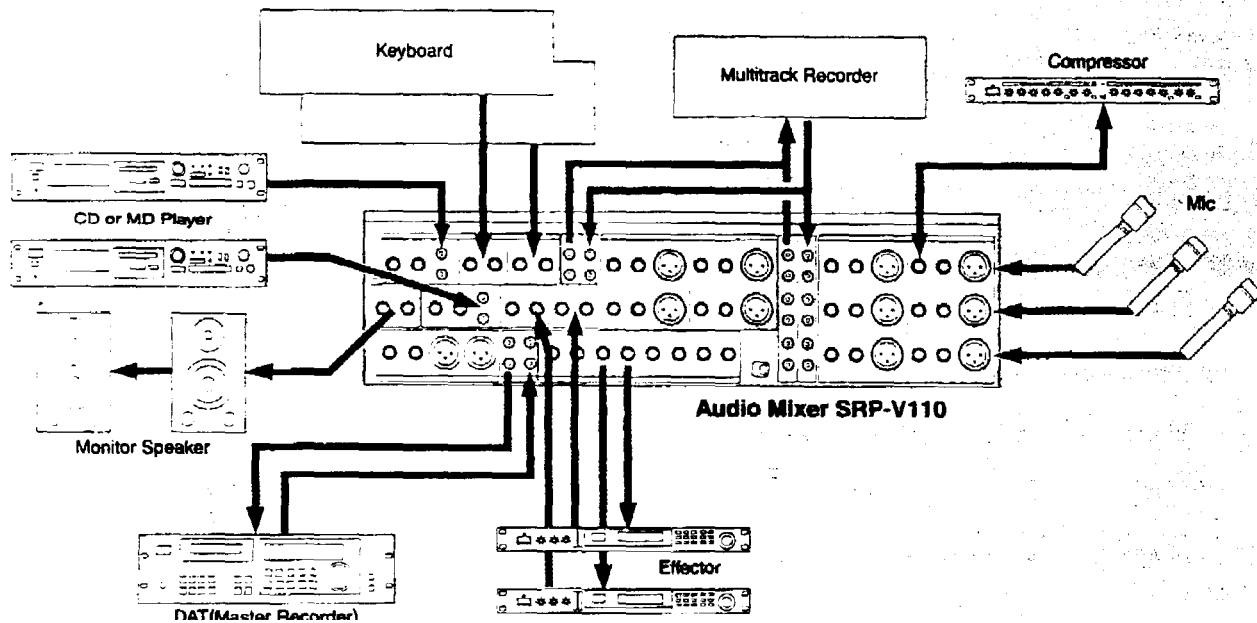 Keyboard
Multitrack Recorder
Compressor
CD or MD Player
Mic
Audio Mixer SRP-V110
Monitor Speaker
Effector
DAT(Master Recorder)